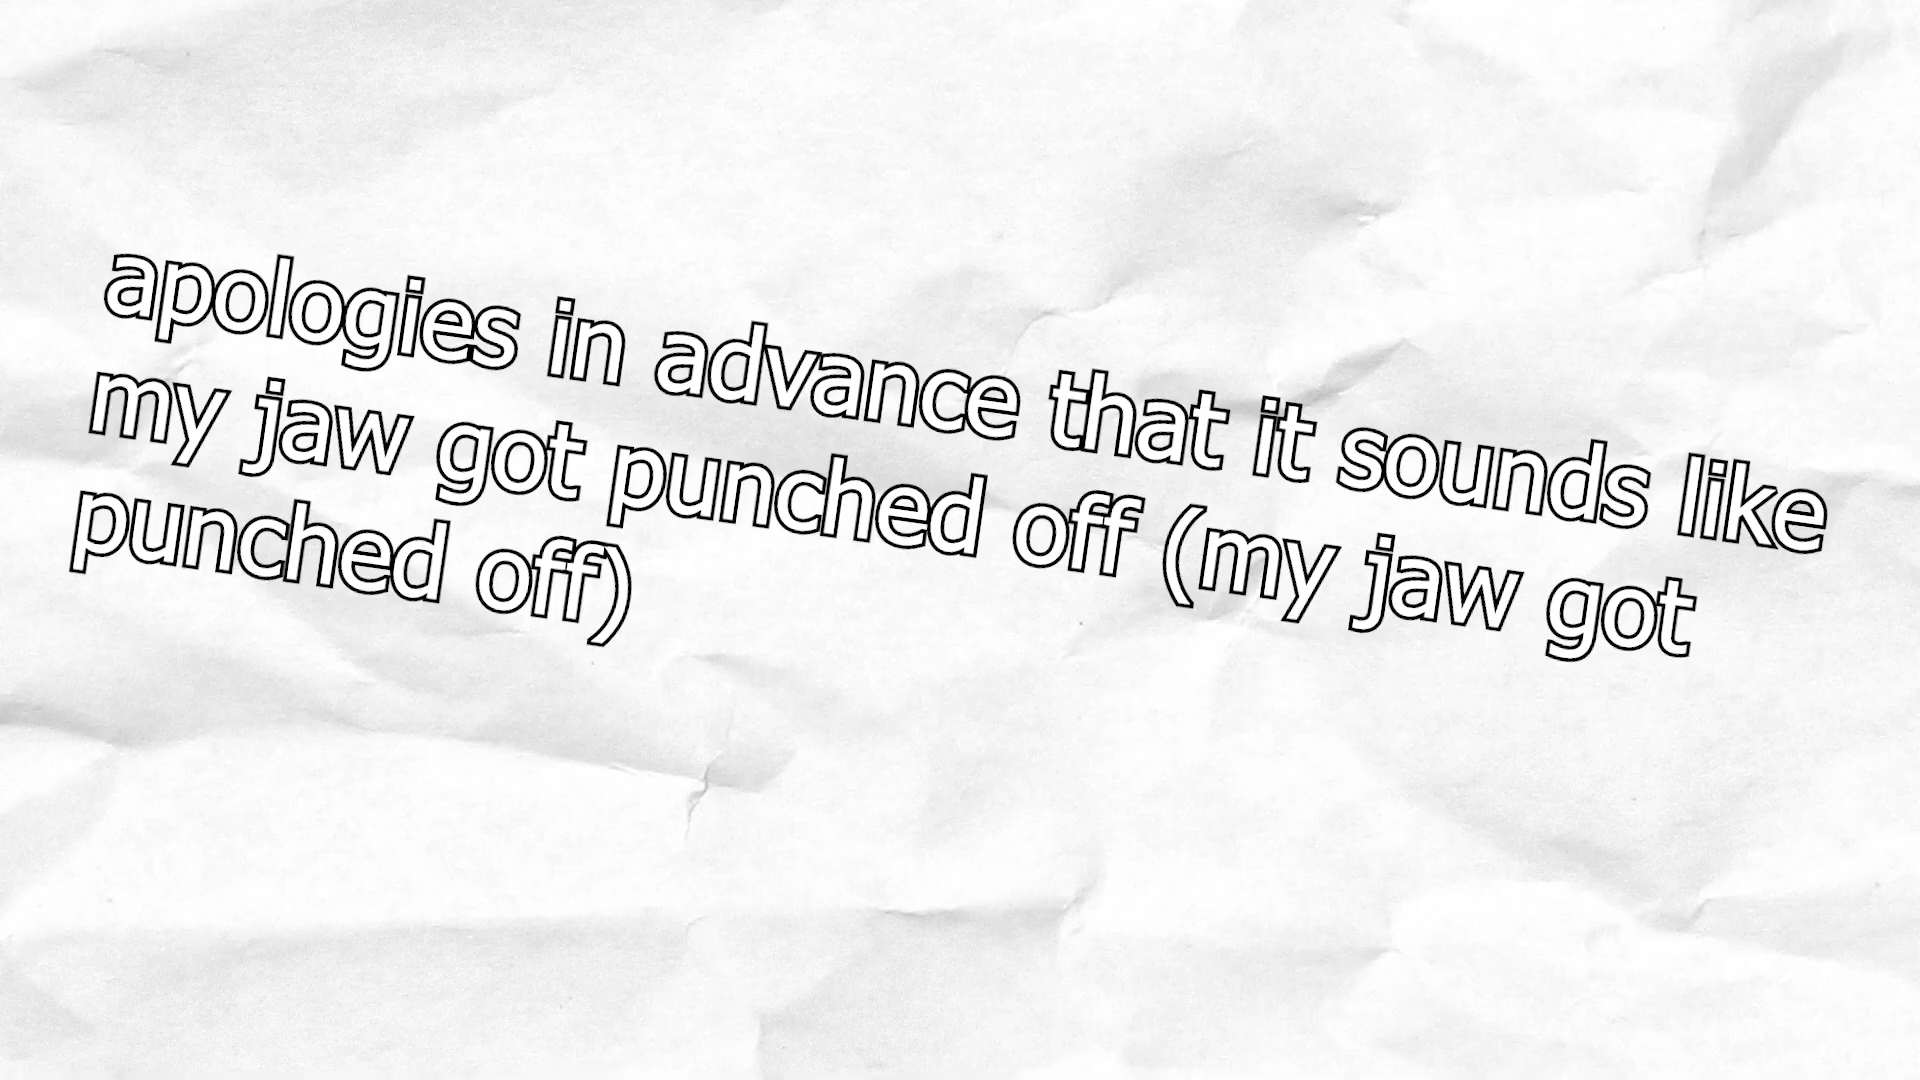 apologies in advance that it sounds like
my jaw got punched off (my jaw got
punched off)